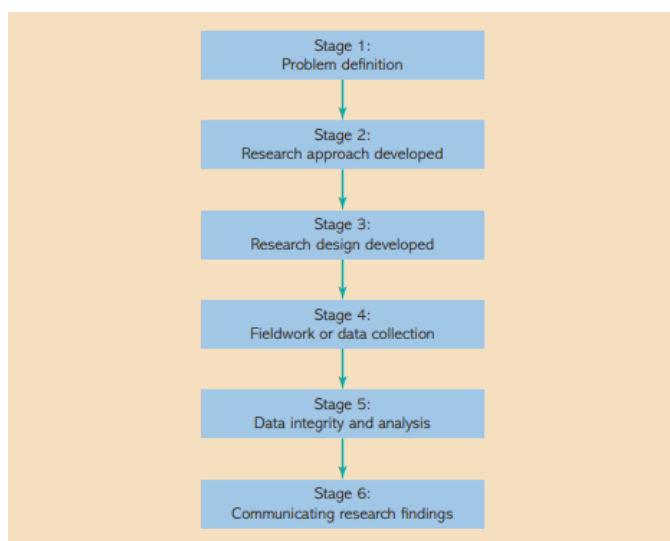 Stage 1:
Problem definition
Stage 2:
Research approach developed
Stage 3:
Research design developed
Stage 4:
Fieldwork or data collection
Stage 5:
Data integrity and analysis
Stage 6:
Communicating research findings